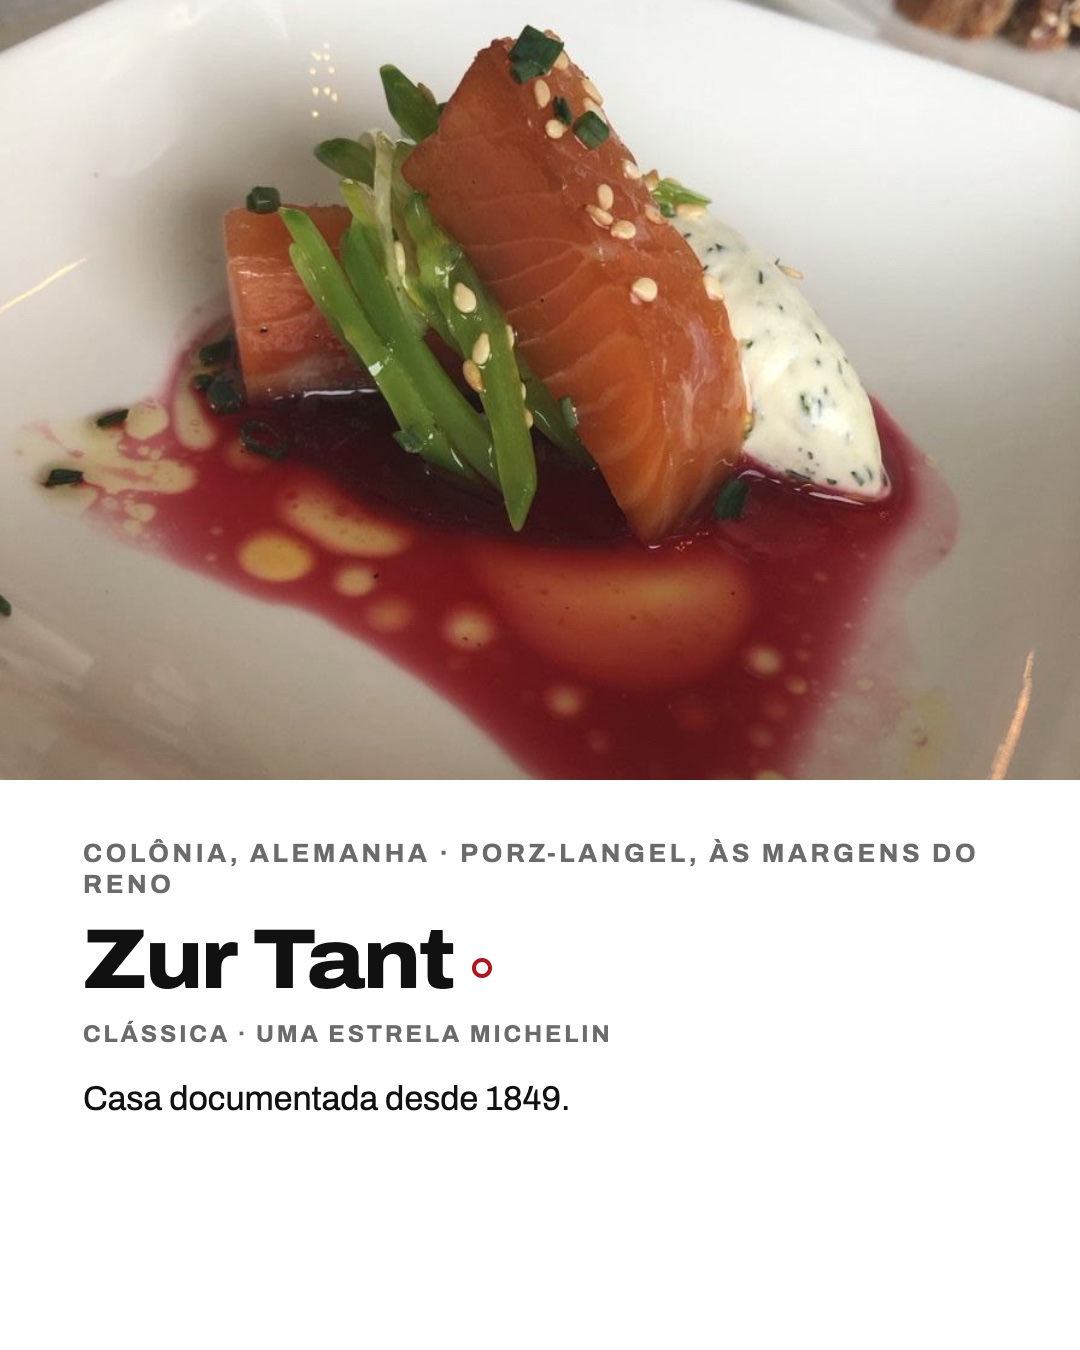 COLÔNIA, ALEMANHA · PORZ-LANGEL, ÀS MARGENS DO
RENO
Zur Tant
CLÁSSICA · UMA ESTRELA MICHELIN
Casa documentada desde 1849.